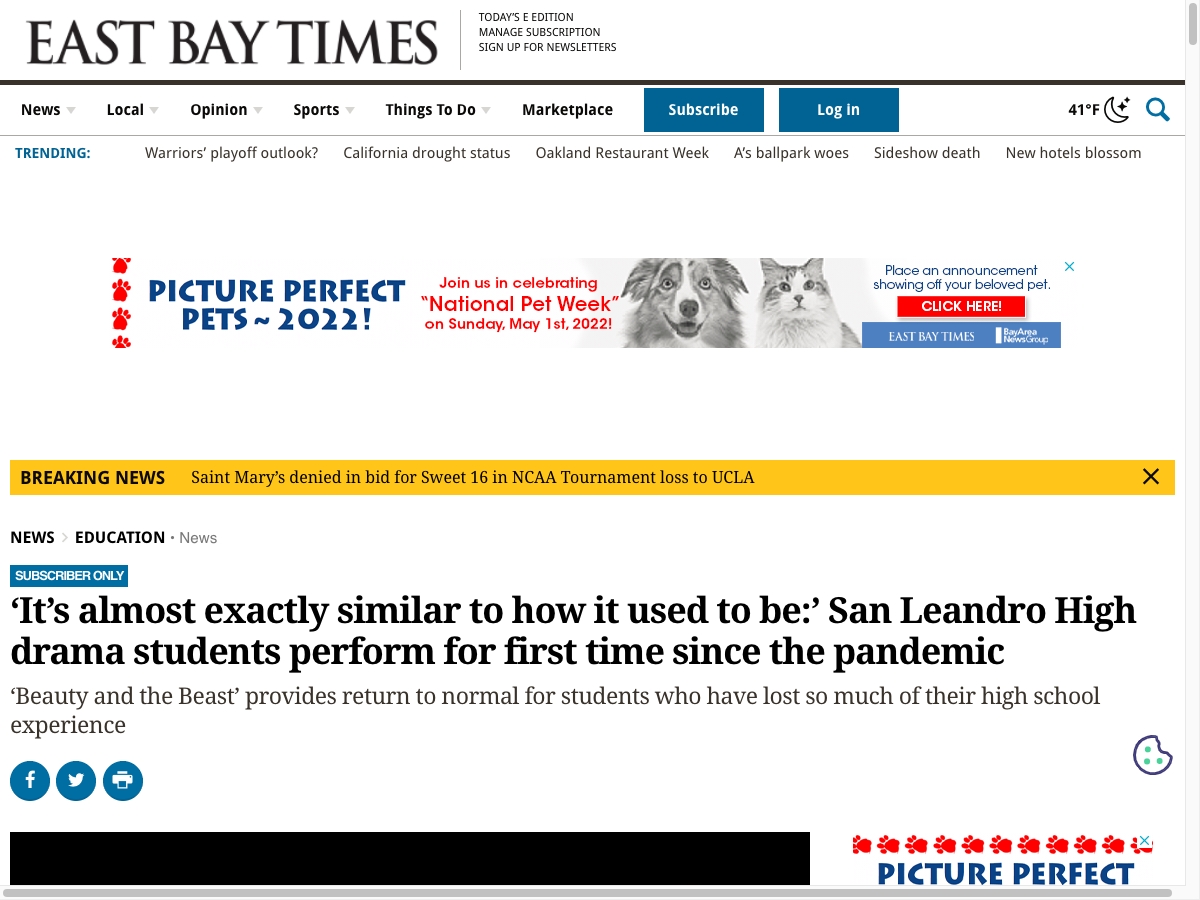 EAST BAY TIMES
TODAY'S E EDITION
MANAGE SUBSCRIPTION
SIGN UP FOR NEWSLETTERS
News Local Opinion Sports Things To Do Marketplace Subscribe Log in 41°F
TRENDING: Warriors’ playoff outlook? California drought status Oakland Restaurant Week A’s ballpark woes Sideshow death New hotels blossom
PICTURE PERFECT
PETS ~ 2022!
Join us in celebrating
“National Pet Week”
on Sunday, May 1st, 2022!
Place an announcement
showing off your beloved pet.
CLICK HERE!
EAST BAY TIMES BayArea NewsGroup
BREAKING NEWS Saint Mary’s denied in bid for Sweet 16 in NCAA Tournament loss to UCLA
NEWS > EDUCATION • News
SUBSCRIBER ONLY
‘It’s almost exactly similar to how it used to be:’ San Leandro High
drama students perform for first time since the pandemic
‘Beauty and the Beast’ provides return to normal for students who have lost so much of their high school
experience
PICTURE PERFECT